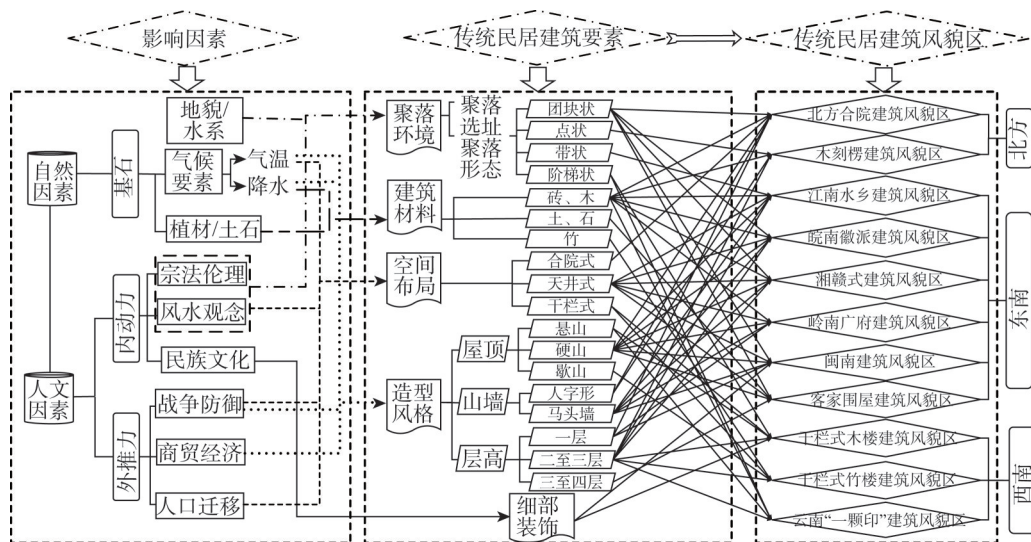 影响因素
传统民居建筑要素
传统民居建筑风貌区
自然
因素
基石
地貌/
水系
气候
要素
气温
降水
植材/土石
人文
因素
内动力
宗法伦理
风水观念
民族文化
外推力
战争防御
商贸经济
人口迁移
聚落
环境
聚落
选址
聚落
形态
团块状
点状
带状
阶梯状
建筑
材料
砖、木
土、石
竹
空间
布局
合院式
天井式
干栏式
造型
风格
屋顶
悬山
硬山
歇山
山墙
人字形
马头墙
层高
一层
二至三层
三至四层
细部
装饰
北方合院建筑风貌区
木刻楞建筑风貌区
江南水乡建筑风貌区
皖南徽派建筑风貌区
湘赣式建筑风貌区
岭南广府建筑风貌区
闽南建筑风貌区
客家围屋建筑风貌区
干栏式木楼建筑风貌区
干栏式竹楼建筑风貌区
云南“一颗印”建筑风貌区
北方
东南
西南